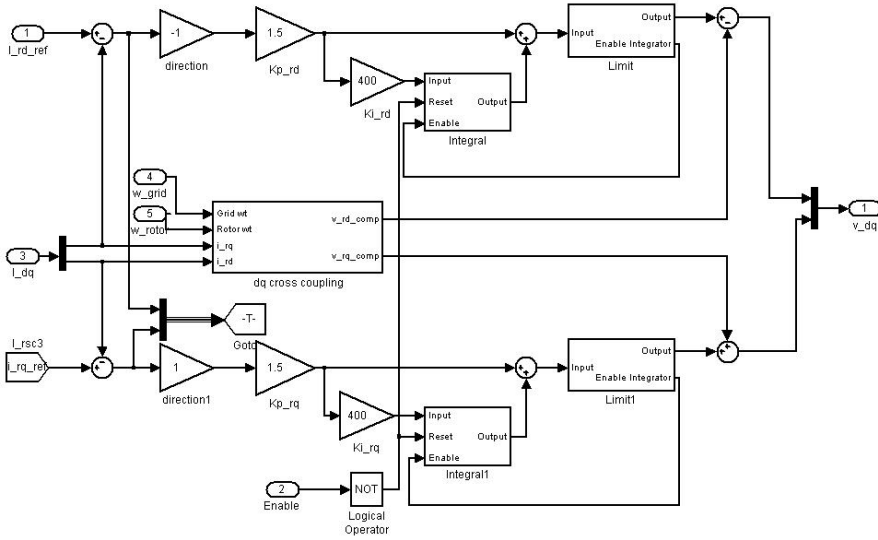 1
I_rd_ref
+
-
-1
direction
1.5
Kp_rd
400
Ki_rd
Input
Reset
Enable
Output
Integral
+
+
Input
Output
Enable Integrator
Limit
+
-
4
w_grid
5
w_rotor
Grid wt
Rotor wt
i_rq
i_rd
v_rd_comp
v_rq_comp
dq cross coupling
3
I_dq
1
v_dq
-T-
Goto
I_rsc3
i_rq_ref
+
-
1
direction1
1.5
Kp_rq
400
Ki_rq
Input
Reset
Enable
Output
Integral1
+
+
Input
Output
Enable Integrator
Limit1
+
+
2
Enable
NOT
Logical
Operator